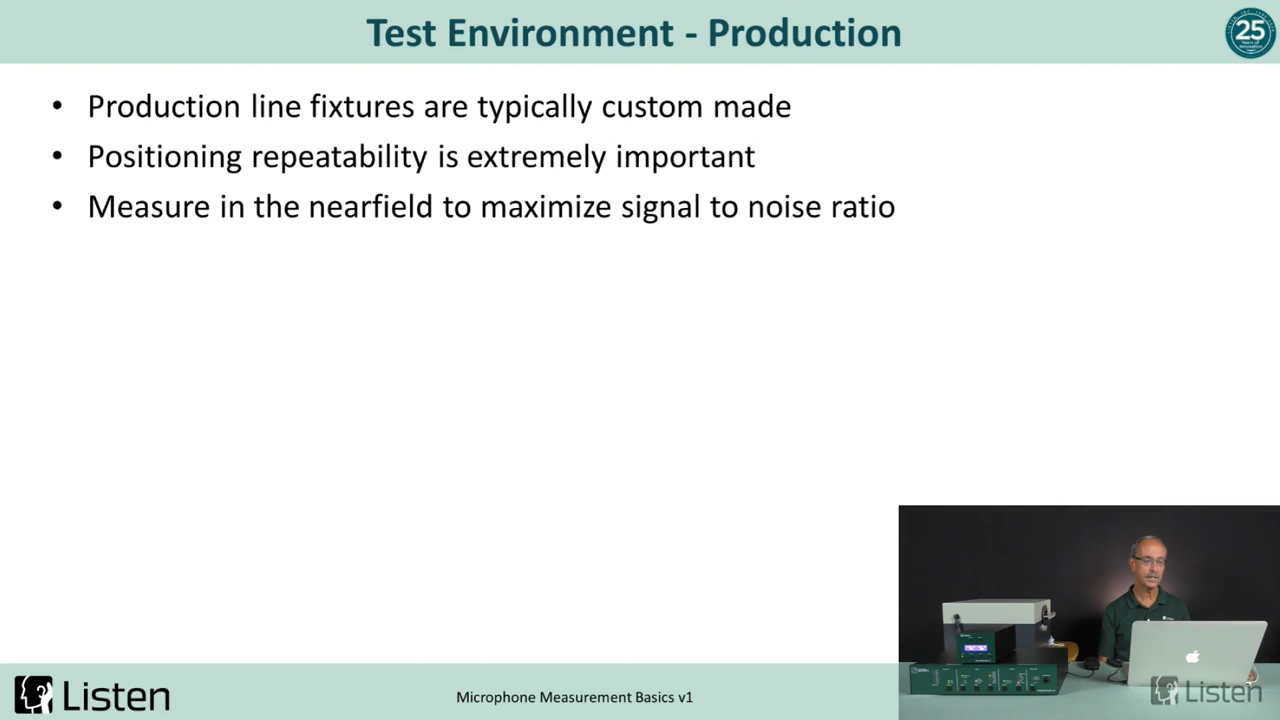 Test Environment - Production
25
• Production line fixtures are typically custom made
• Positioning repeatability is extremely important
• Measure in the nearfield to maximize signal to noise ratio
Listen
Microphone Measurement Basics v1
Listen